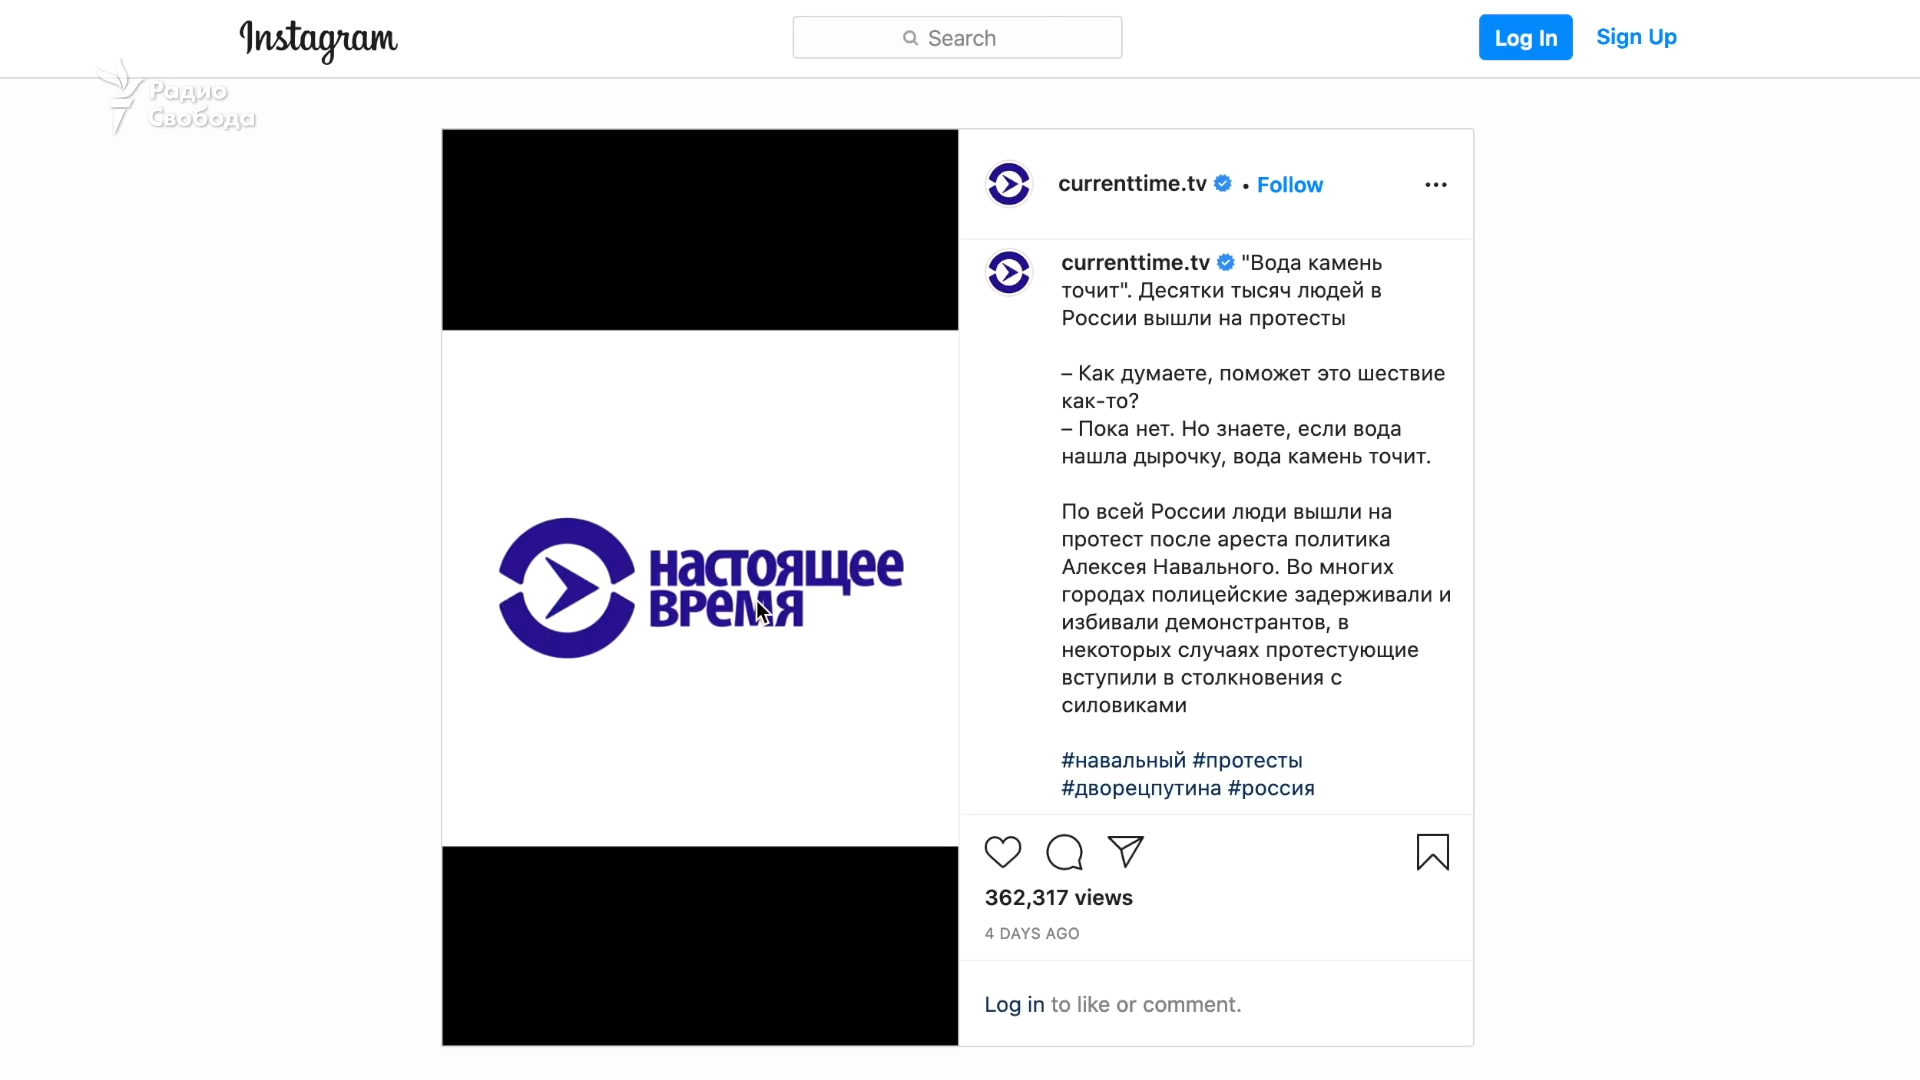 Instagram
Search
Log In
Sign Up
Радио
Свобода
currenttime.tv • Follow
currenttime.tv "Вода камень
точит". Десятки тысяч людей в
России вышли на протесты
– Как думаете, поможет это шествие
как-то?
– Пока нет. Но знаете, если вода
нашла дырочку, вода камень точит.
По всей России люди вышли на
протест после ареста политика
Алексея Навального. Во многих
городах полицейские задерживали и
избивали демонстрантов, в
некоторых случаях протестующие
вступили в столкновения с
силовиками
#навальный #протесты
#дворецпутина #россия
настоящее
время
362,317 views
4 DAYS AGO
Log in to like or comment.